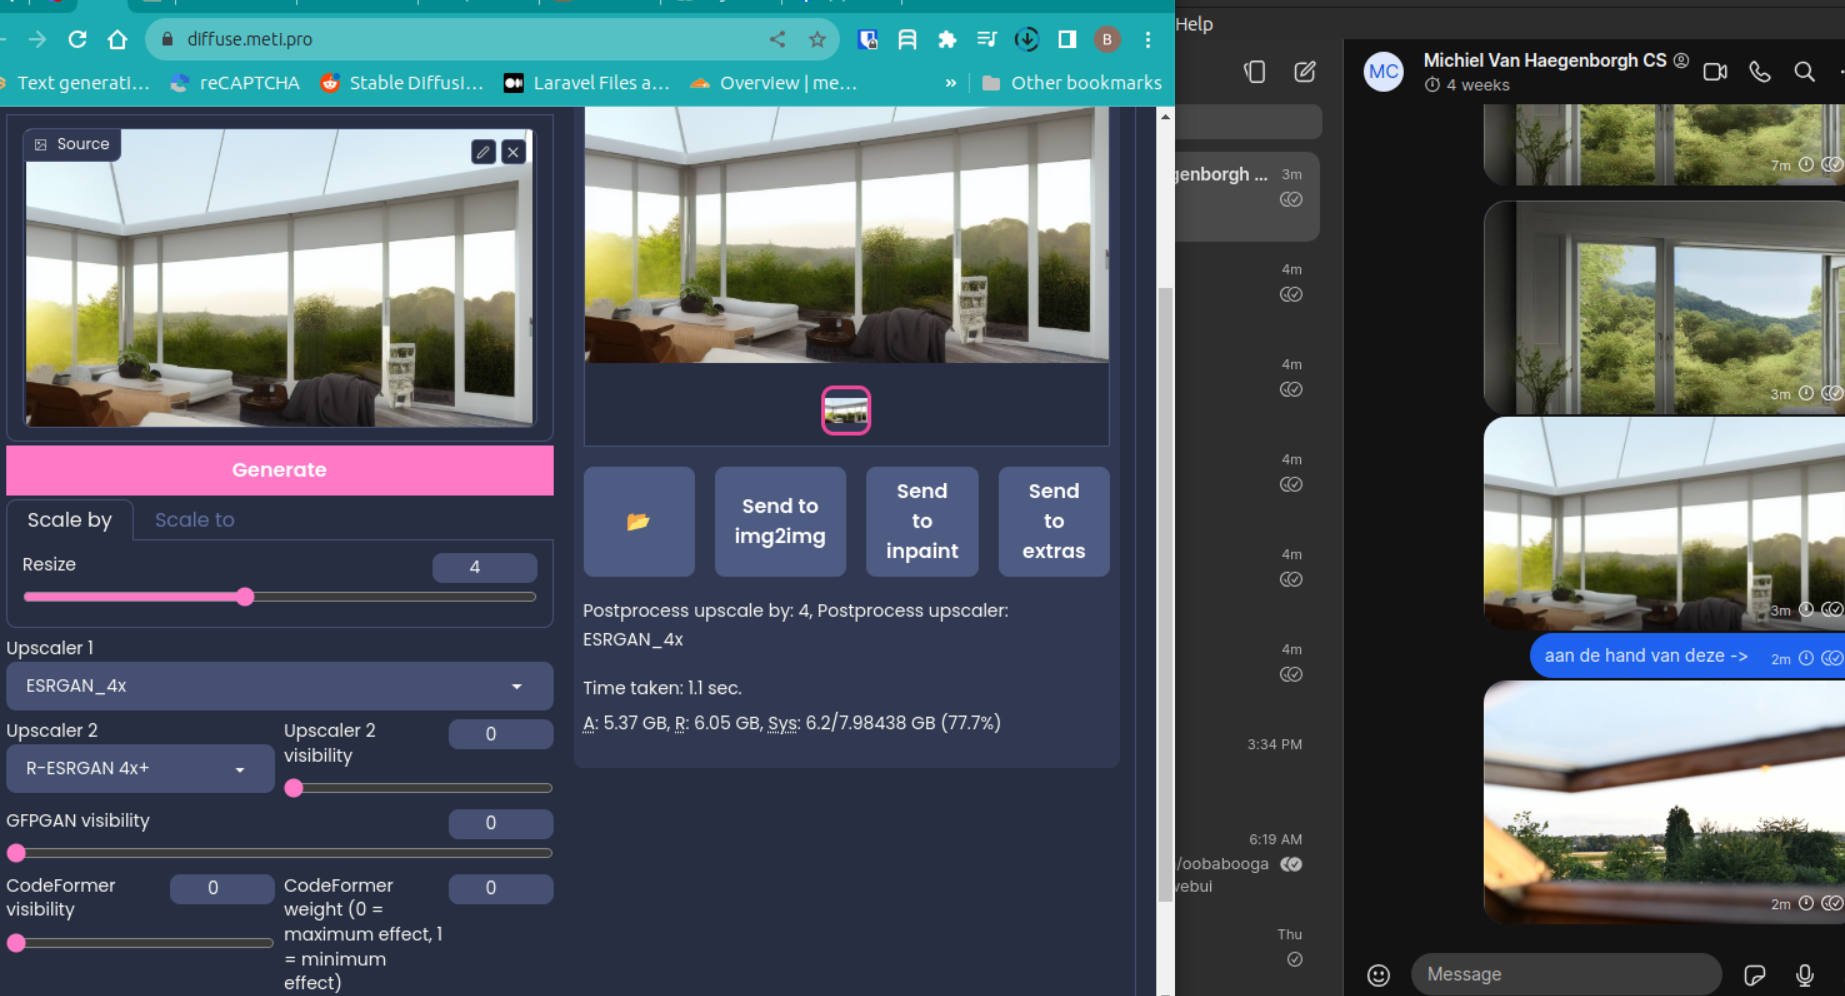 diffuse.meti.pro
B
Text generati...
reCAPTCHA
Stable Diffusi...
Laravel Files a...
Overview | me...
»
Other bookmarks
Source
Generate
Scale by
Scale to
Resize
4
Upscaler 1
ESRGAN_4x
Upscaler 2
R-ESRGAN 4x+
Upscaler 2
visibility
0
GFPGAN visibility
0
CodeFormer
visibility
0
CodeFormer
weight (0 =
maximum effect, 1
= minimum
effect)
0
Send to
img2img
Send
to
inpaint
Send
to
extras
Postprocess upscale by: 4, Postprocess upscaler:
ESRGAN_4x
Time taken: 1.1 sec.
A: 5.37 GB, R: 6.05 GB, Sys: 6.2/7.98438 GB (77.7%)
Help
genborgh ...
3m
4m
4m
4m
4m
4m
3:34 PM
6:19 AM
/oobabooga
webui
Thu
MC
Michiel Van Haegenborgh CS
4 weeks
7m
3m
3m
aan de hand van deze ->
2m
2m
Message